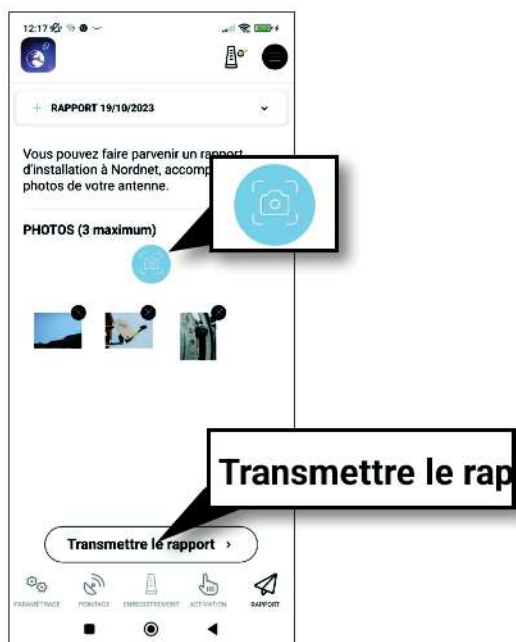 12:17
RAPPORT 19/10/2023
Vous pouvez faire parvenir un rapport
d'installation à Nordnet, accomp
photos de votre antenne.
PHOTOS (3 maximum)
Transmettre le rap
Transmettre le rapport
PARAMÉTRAGE POINTAGE ENREGISTREMENT ACTIVATION RAPPORT